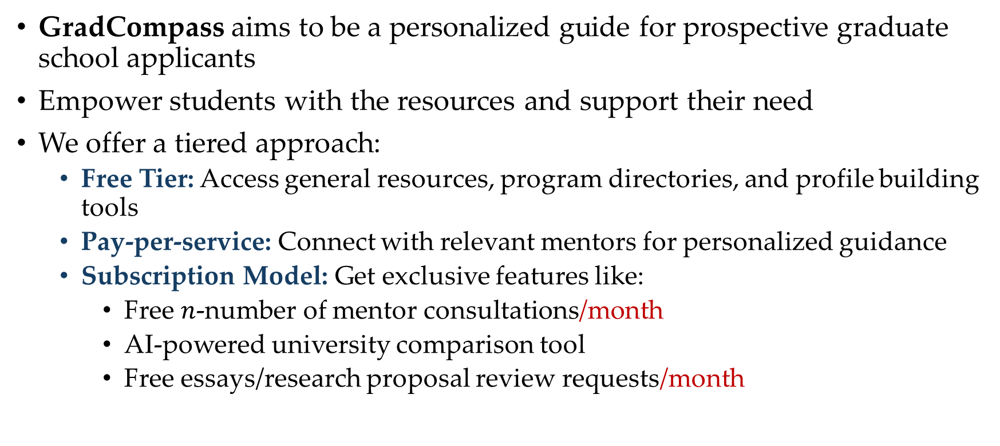 • GradCompass aims to be a personalized guide for prospective graduate
school applicants
• Empower students with the resources and support their need
• We offer a tiered approach:
• Free Tier: Access general resources, program directories, and profile building
tools
• Pay-per-service: Connect with relevant mentors for personalized guidance
• Subscription Model: Get exclusive features like:
• Free n-number of mentor consultations/month
• AI-powered university comparison tool
• Free essays/research proposal review requests/month